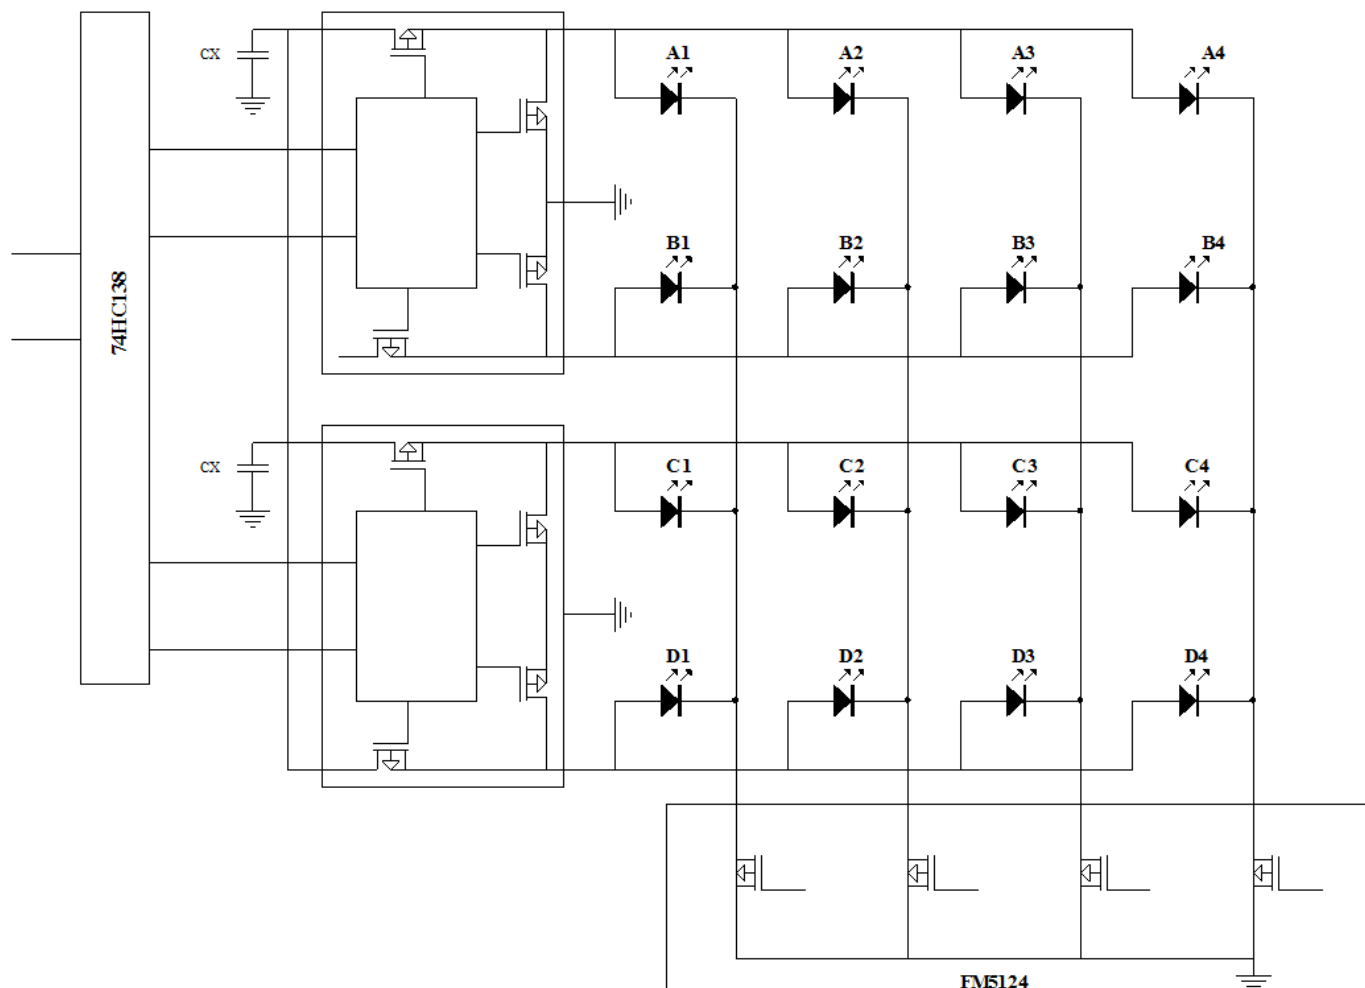 A1 A2 A3 A4
CX
B1 B2 B3 B4
74HC138
CX
C1 C2 C3 C4
D1 D2 D3 D4
FM5124